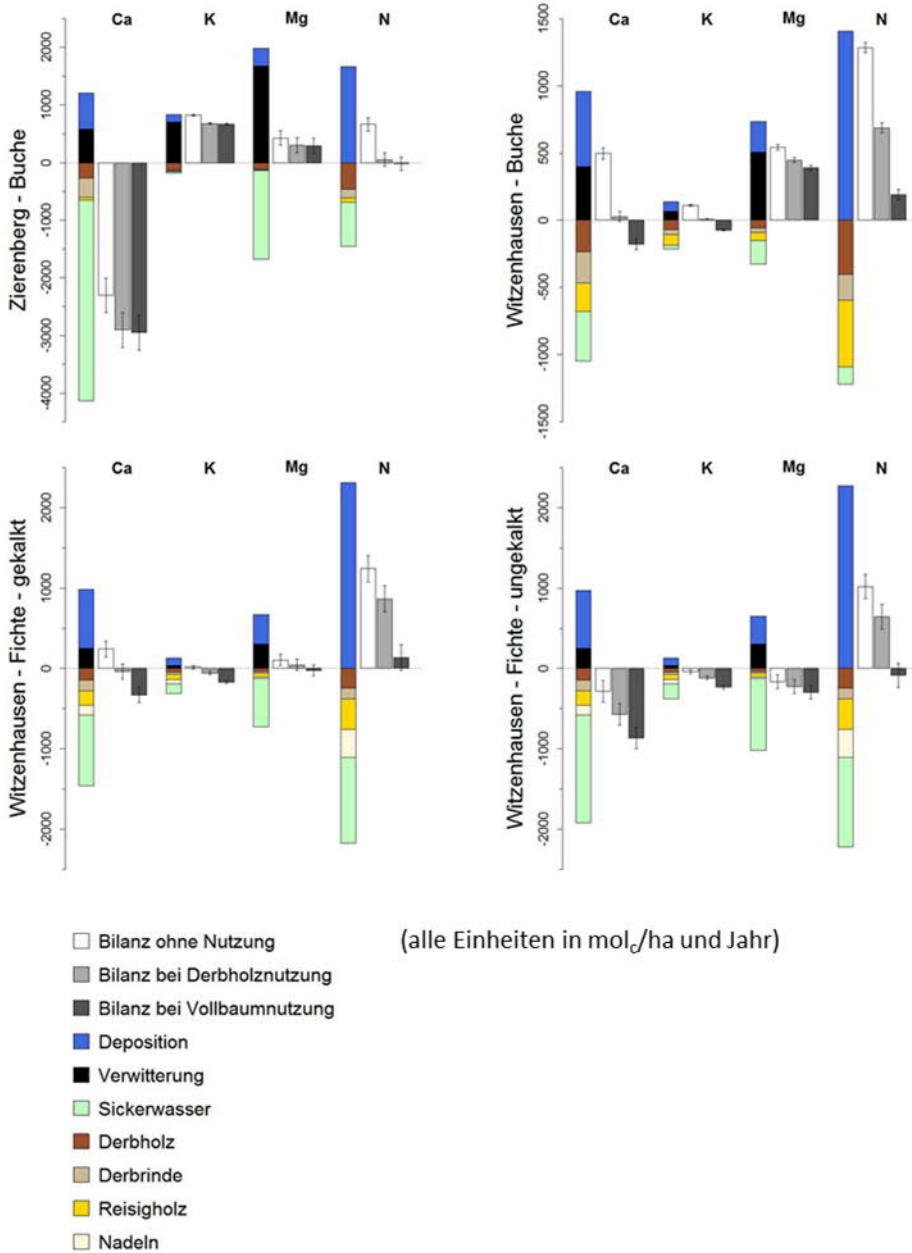 Ca K Mg N
Zierenberg - Buche
2000
1000
0
-1000
-2000
-3000
-4000
Ca K Mg N
Witzenhausen - Buche
1500
1000
500
0
-500
-1000
-1500
Ca K Mg N
Witzenhausen - Fichte - gekalkt
2000
1000
0
-1000
-2000
Ca K Mg N
Witzenhausen - Fichte - ungekalkt
2000
1000
0
-1000
-2000
(alle Einheiten in molc/ha und Jahr)
Bilanz ohne Nutzung
Bilanz bei Derbholznutzung
Bilanz bei Vollbaumnutzung
Deposition
Verwitterung
Sickerwasser
Derbholz
Derbrinde
Reisigholz
Nadeln